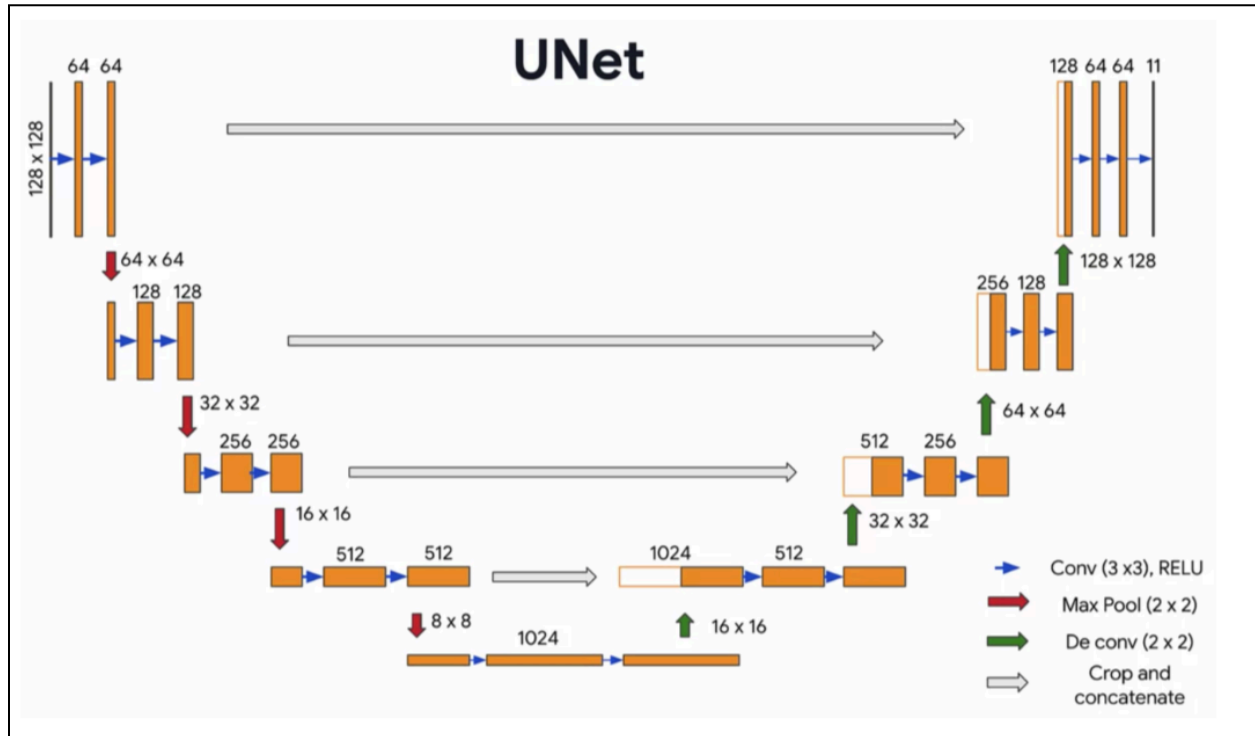 UNet
64 64
128 x 128
128 64 64 11
64 x 64
128 x 128
128 128
256 128
32 x 32
64 x 64
256 256
512 256
16 x 16
32 x 32
512 512
1024 512
8 x 8
16 x 16
1024
Conv (3 x3), RELU
Max Pool (2 x 2)
De conv (2 x 2)
Crop and
concatenate